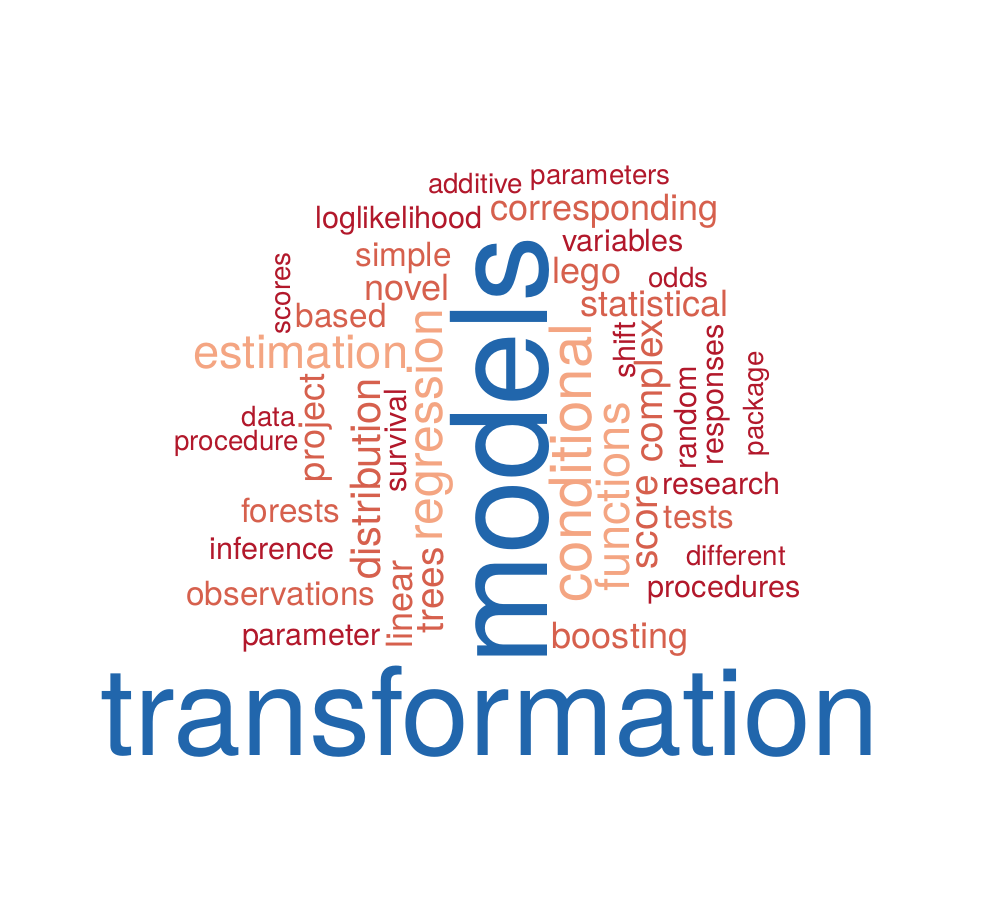 additive
parameters
loglikelihood
corresponding
simple
variables
scores
novel
lego
odds
based
statistical
estimation
models
regression
conditional
shift
complex
random
responses
package
data
project
procedure
distribution
survival
functions
forests
score
research
tests
inference
different
observations
linear
trees
procedures
parameter
boosting
transformation